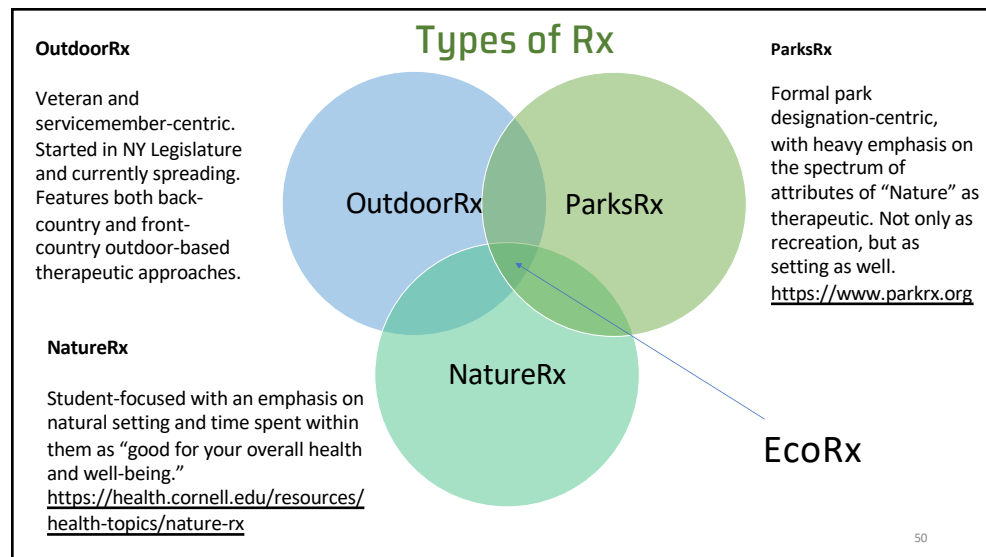 Types of Rx
OutdoorRx
Veteran and
servicemember-centric.
Started in NY Legislature
and currently spreading.
Features both back-
country and front-
country outdoor-based
therapeutic approaches.
ParksRx
Formal park
designation-centric,
with heavy emphasis on
the spectrum of
attributes of “Nature” as
therapeutic. Not only as
recreation, but as
setting as well.
https://www.parkrx.org
OutdoorRx
ParksRx
NatureRx
NatureRx
Student-focused with an emphasis on
natural setting and time spent within
them as “good for your overall health
and well-being.”
https://health.cornell.edu/resources/
health-topics/nature-rx
EcoRx
50